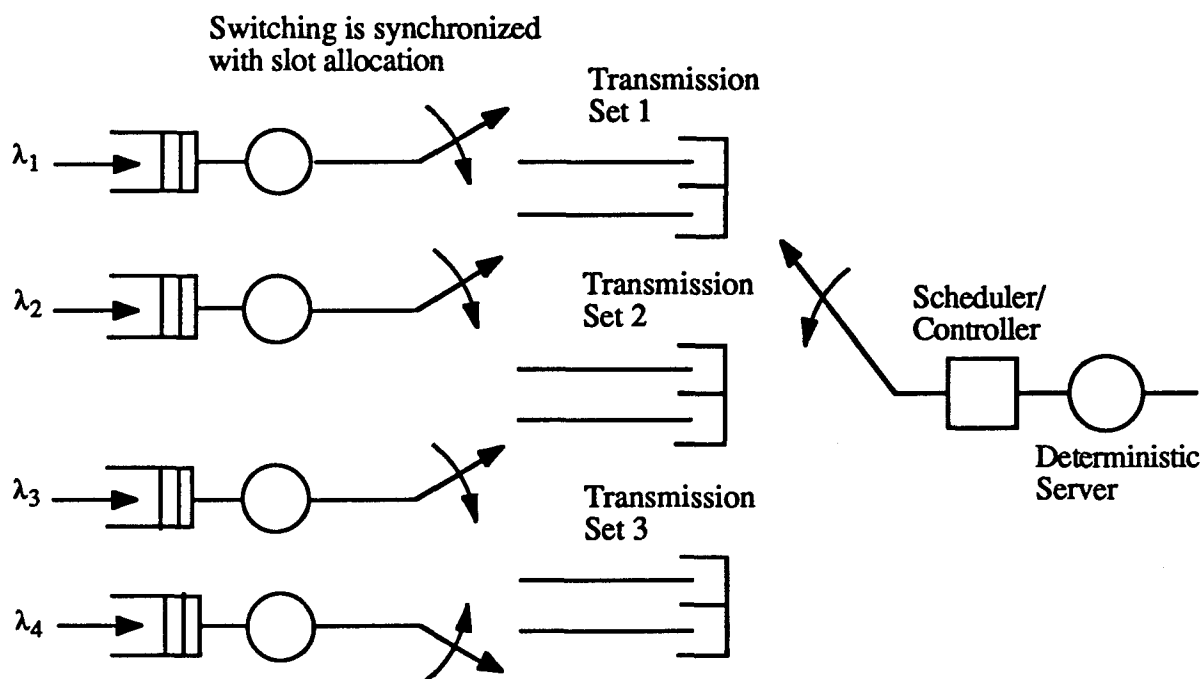 Switching is synchronized
with slot allocation
Transmission
Set 1
λ1
Transmission
Set 2
λ2
Scheduler/
Controller
Deterministic
Server
Transmission
Set 3
λ3
λ4